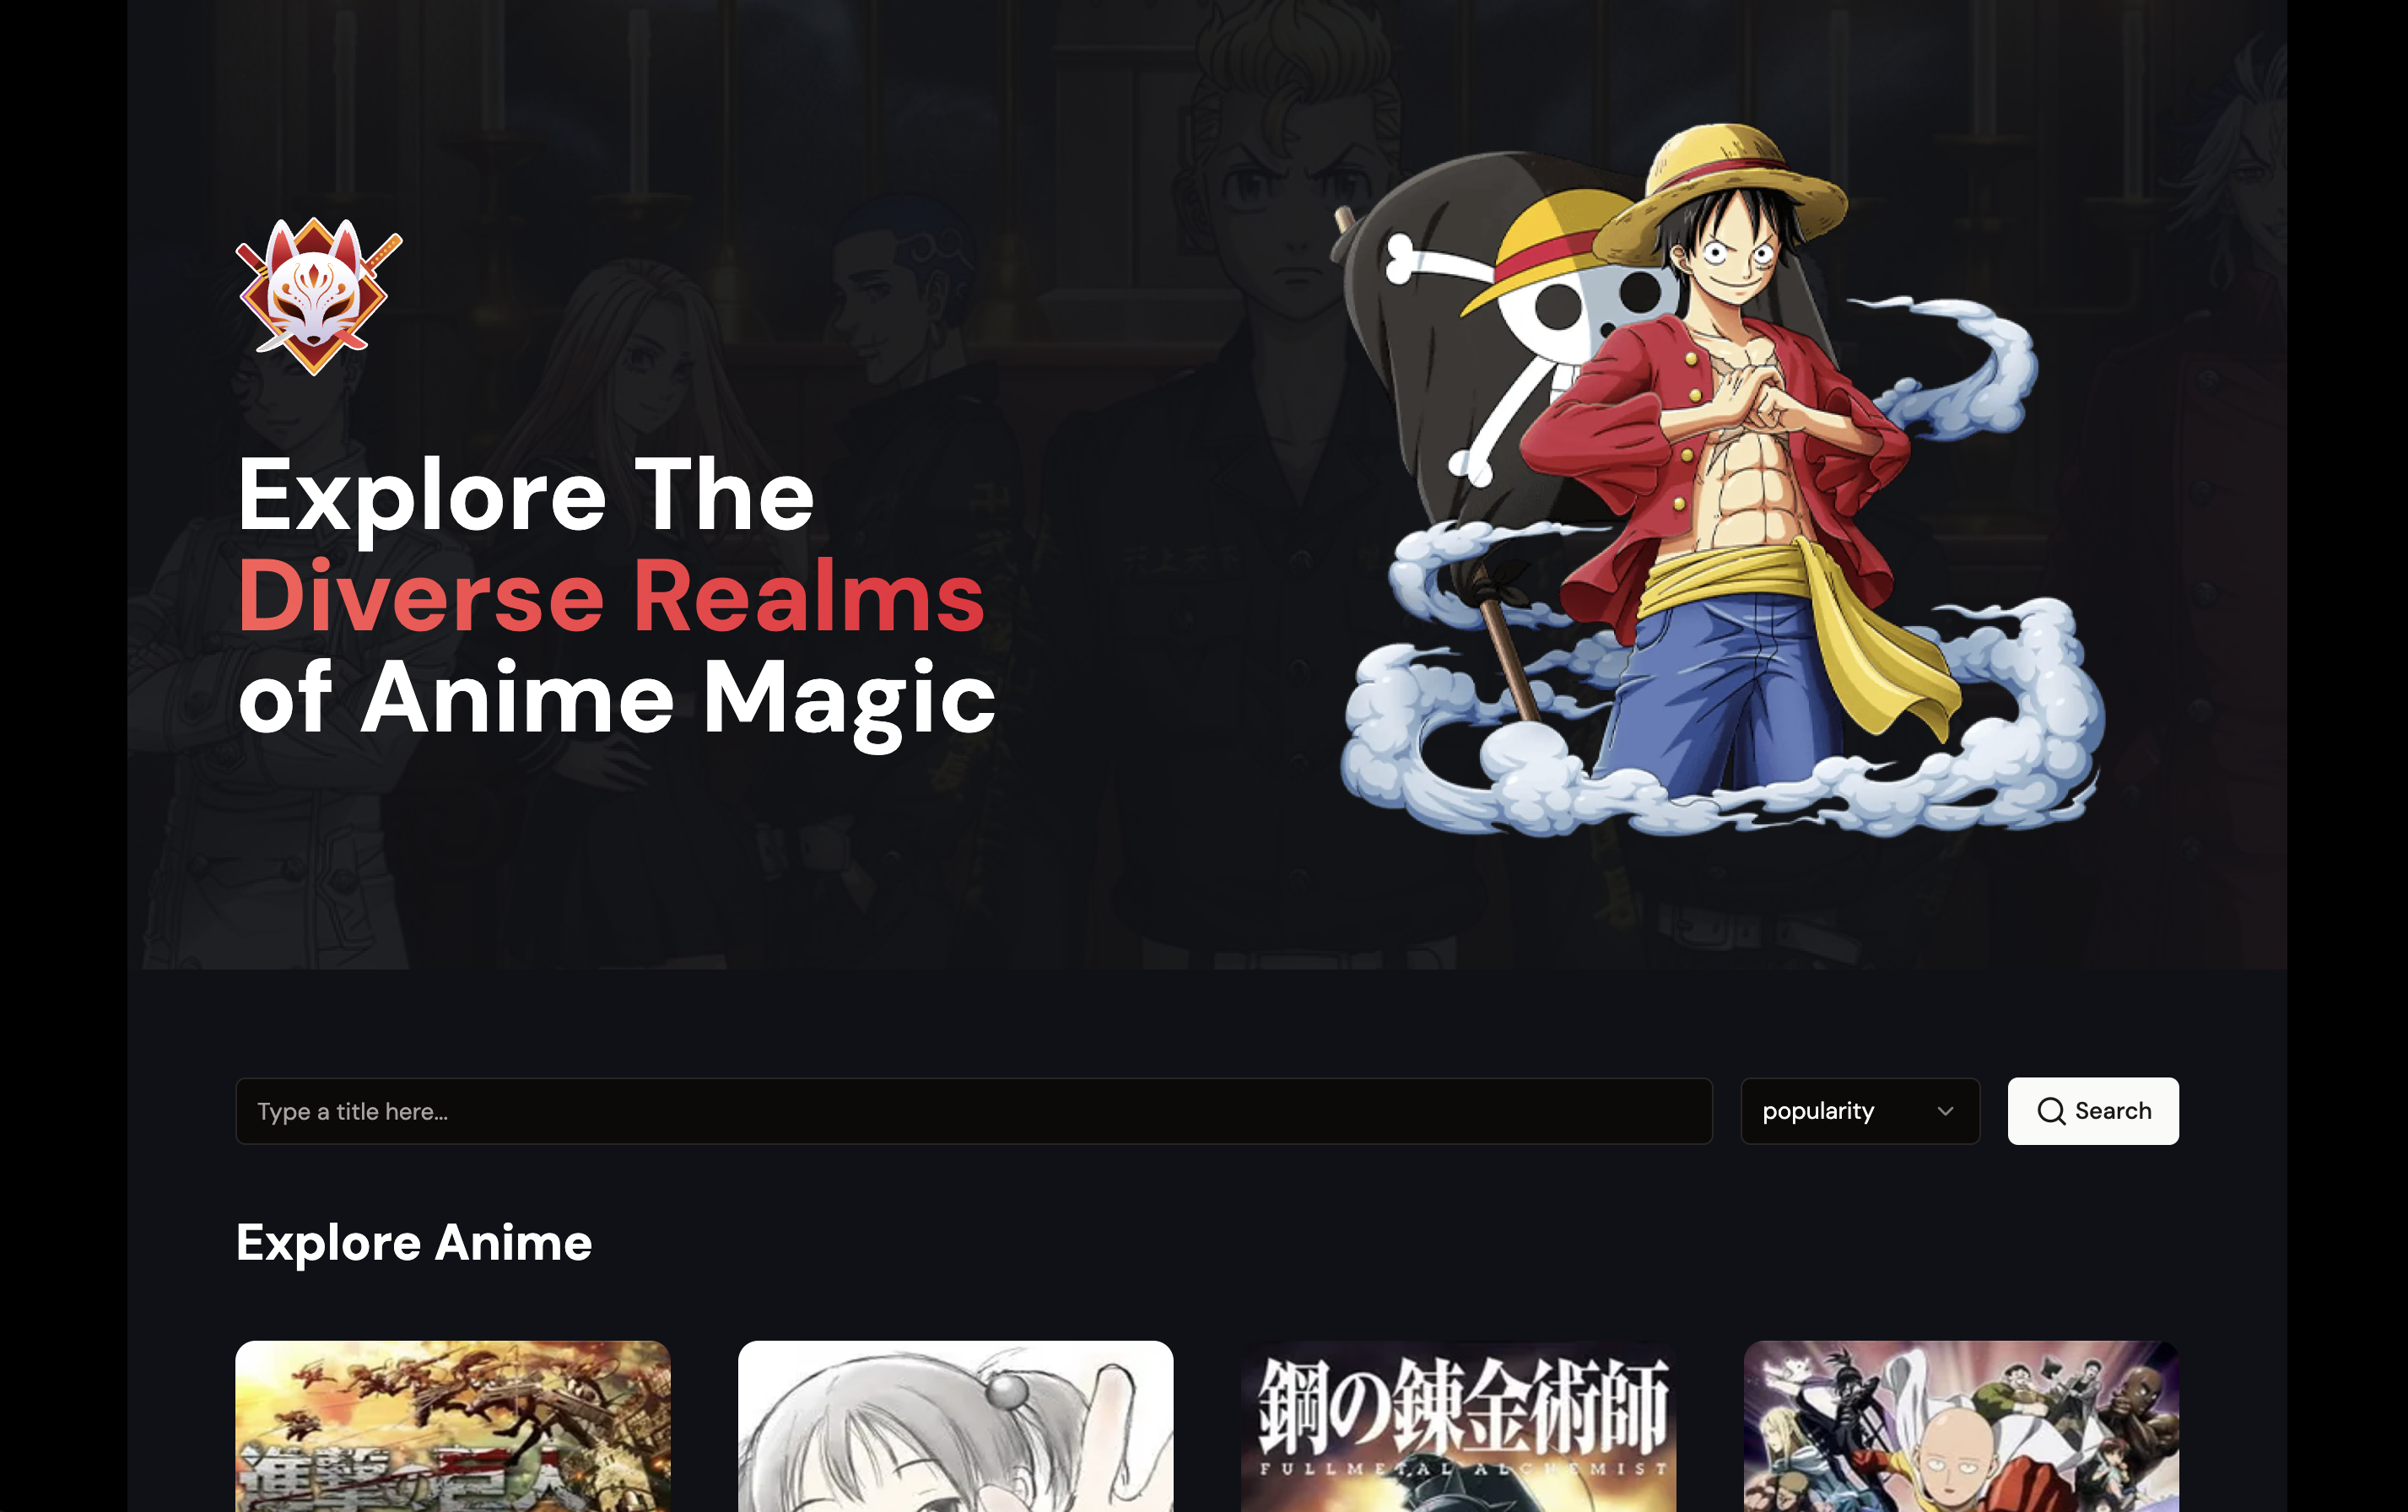 Explore The
Diverse Realms
of Anime Magic
Type a title here...
popularity
Search
Explore Anime
進撃の巨人
鋼の錬金術師
FULLMETAL ALCHEMIST